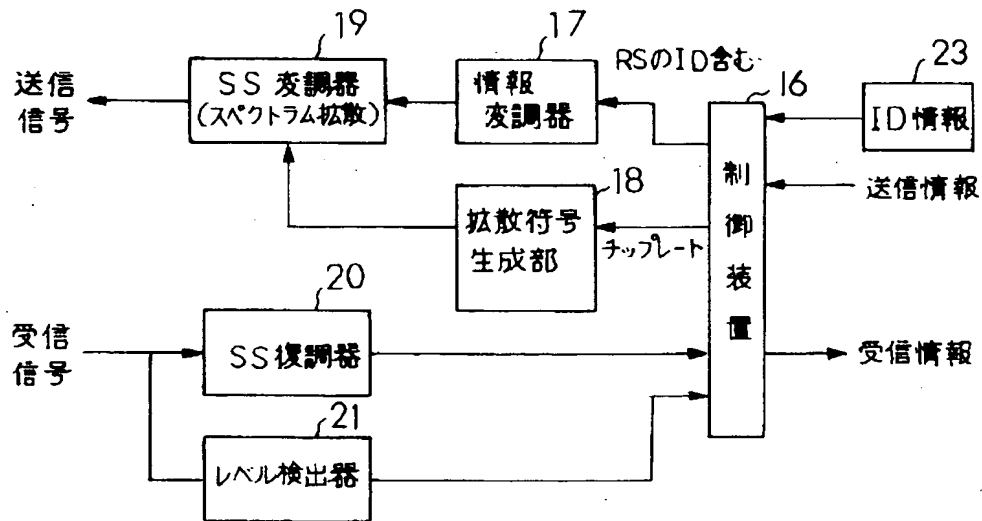 19
17
RSのID含む
23
送信
信号
SS変調器
(スペクトラム拡散)
情報
変調器
16
ID情報
送信情報
18
拡散符号
生成部
チップレート
制
御
装
置
20
受信
信号
SS復調器
受信情報
21
レベル検出器